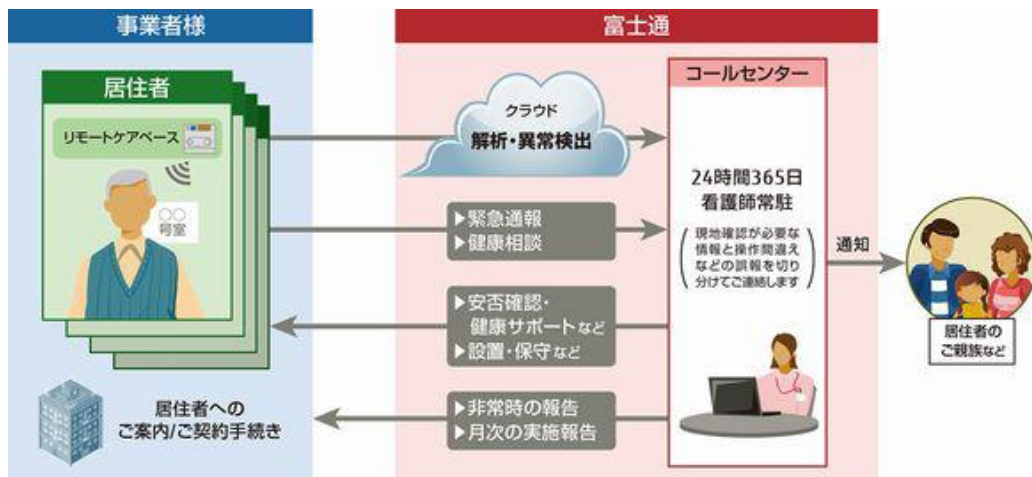 事業者様
居住者
リモートケアベース
○○
号室
居住者への
ご案内/ご契約手続き
富士通
クラウド
解析・異常検出
▶緊急通報
▶健康相談
▶安否確認・
健康サポートなど
▶設置・保守など
▶非常時の報告
▶月次の実施報告
コールセンター
24時間365日
看護師常駐
(現地確認が必要な
情報と操作間違え
などの誤報を切り
分けてご連絡します)
通知
居住者の
ご親族など